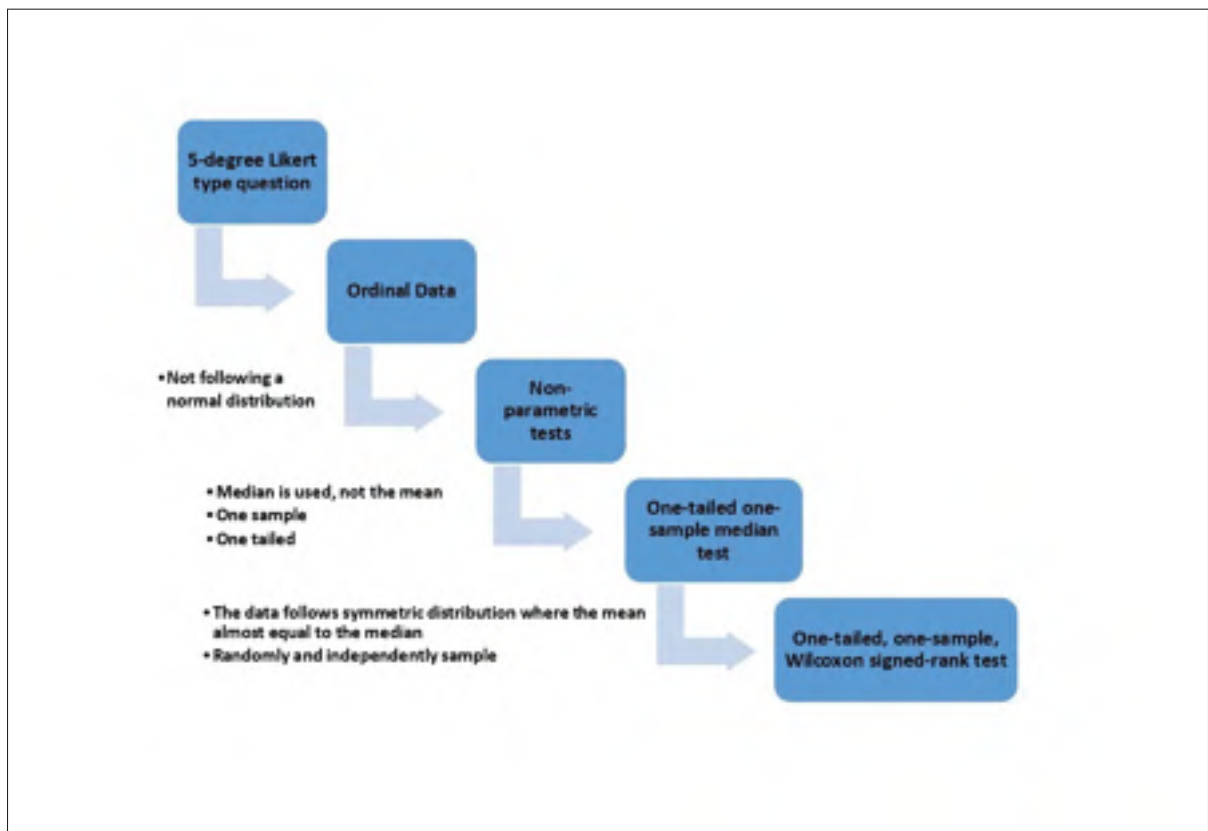 5-degree Likert
type question
Ordinal Data
• Not following a
normal distribution
Non-
parametric
tests
• Median is used, not the mean
• One sample
• One tailed
One-tailed one-
sample median
test
• The data follows symmetric distribution where the mean
almost equal to the median
• Randomly and independently sample
One-tailed, one-sample,
Wilcoxon signed-rank test